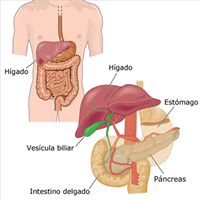 Hígado
Hígado
Estómago
Vesícula biliar
Páncreas
Intestino delgado